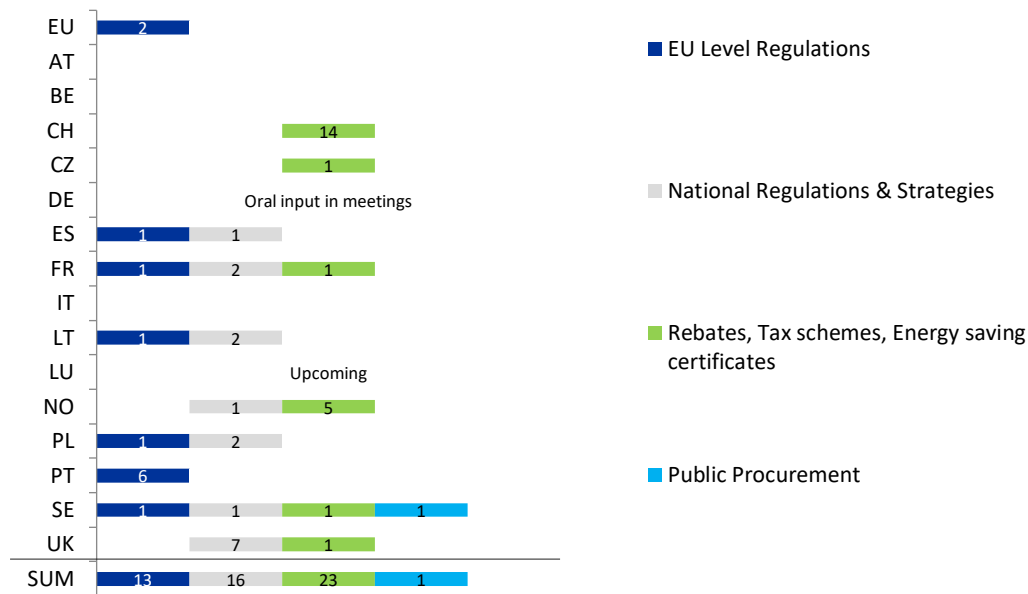 EU 2
AT
BE
CH 14
CZ 1
DE Oral input in meetings
ES 1 1
FR 1 2 1
IT
LT 1 2
LU Upcoming
NO 1 5
PL 1 2
PT 6
SE 1 1 1 1
UK 7 1
SUM 13 16 23 1
EU Level Regulations
National Regulations & Strategies
Rebates, Tax schemes, Energy saving
certificates
Public Procurement